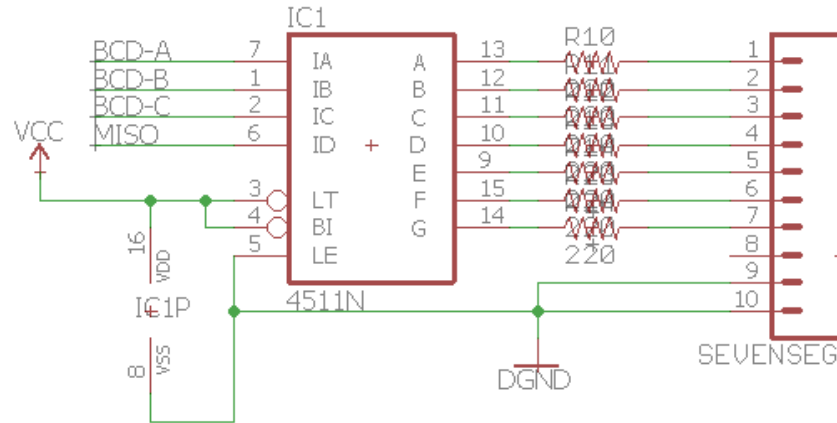 IC1
R10
BCD-A 7 IA A 13 1
BCD-B 1 IB B 12 2
BCD-C 2 IC C 11 3
MISO 6 ID D 10 4
VCC
E 9 5
3 LT F 15 6
4 BI G 14 7
5 LE 220 8
16 VDD
9
4511N 10
IC1P
8 VSS
SEVENSEG
DGND